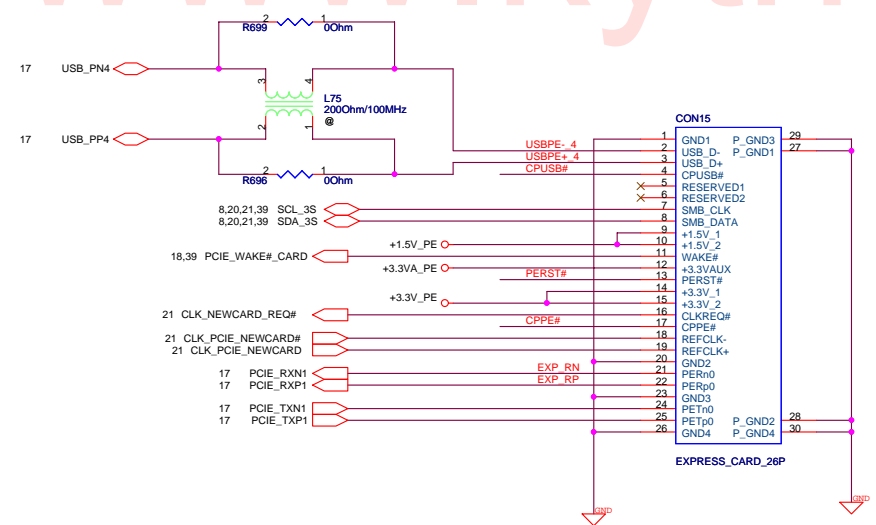 2 1
R699 0Ohm
17 USB_PN4
3 4
L75
200Ohm/100MHz
@
2 1
17 USB_PP4
2 1
R696 0Ohm
CON15
1 GND1 P_GND3 29
USBPE-_4 2 USB_D- P_GND1 27
USBPE+_4 3 USB_D+
CPUSB# 4 CPUSB#
5 RESERVED1
6 RESERVED2
8,20,21,39 SCL_3S 7 SMB_CLK
8,20,21,39 SDA_3S 8 SMB_DATA
9 +1.5V_1
+1.5V_PE 10 +1.5V_2
18,39 PCIE_WAKE#_CARD 11 WAKE#
+3.3VA_PE 12 +3.3VAUX
PERST# 13 PERST#
14 +3.3V_1
+3.3V_PE 15 +3.3V_2
21 CLK_NEWCARD_REQ# 16 CLKREQ#
CPPE# 17 CPPE#
21 CLK_PCIE_NEWCARD# 18 REFCLK-
21 CLK_PCIE_NEWCARD 19 REFCLK+
20 GND2
17 PCIE_RXN1 EXP_RN 21 PERn0
17 PCIE_RXP1 EXP_RP 22 PERp0
23 GND3
17 PCIE_TXN1 24 PETn0
17 PCIE_TXP1 25 PETp0 P_GND2 28
26 GND4 P_GND4 30
EXPRESS_CARD_26P
GND
GND